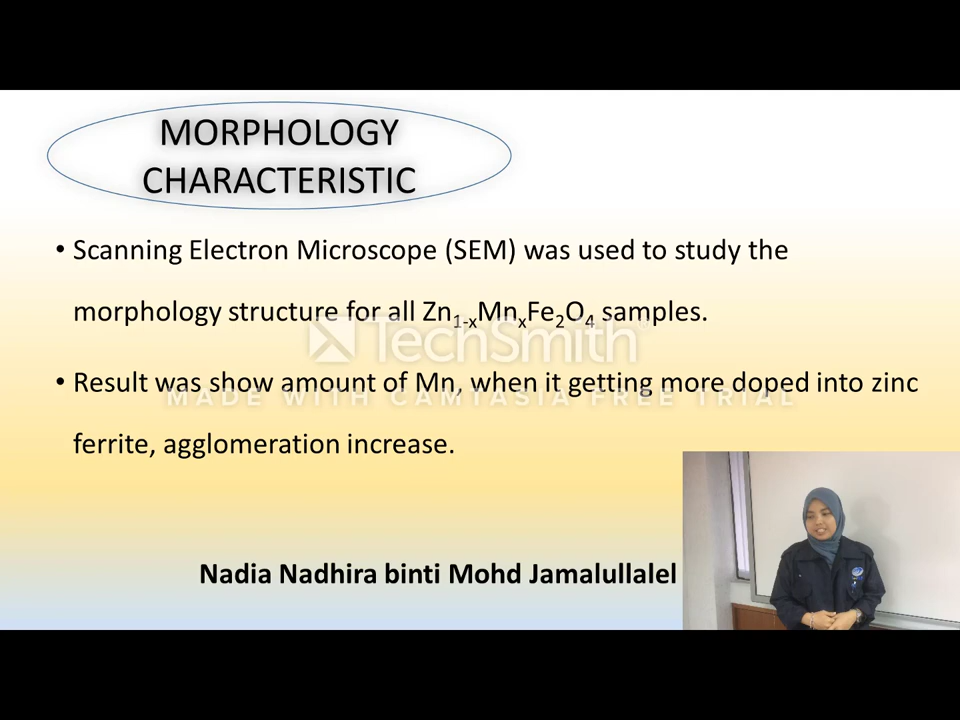 MORPHOLOGY
CHARACTERISTIC
• Scanning Electron Microscope (SEM) was used to study the
morphology structure for all Zn1-xMnxFe2O4 samples.
TechSmith
• Result was show amount of Mn, when it getting more doped into zinc
MADE WITH CAMTASIA FREE TRIAL
ferrite, agglomeration increase.
Nadia Nadhira binti Mohd Jamalullalel